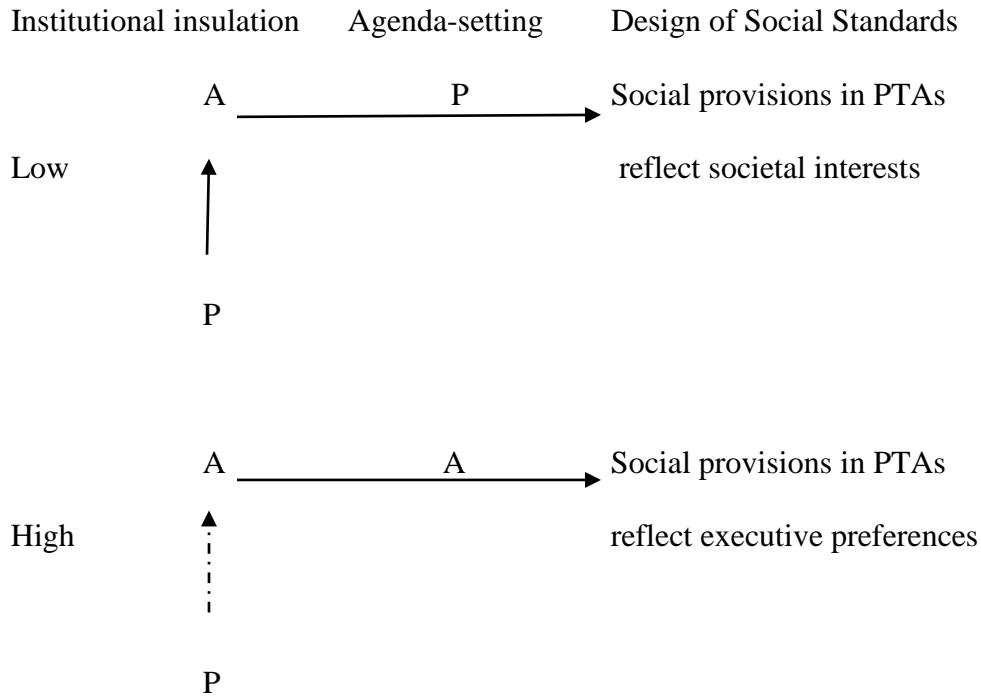 Institutional insulation Agenda-setting Design of Social Standards
A P Social provisions in PTAs
Low reflect societal interests
P
A A Social provisions in PTAs
High reflect executive preferences
P